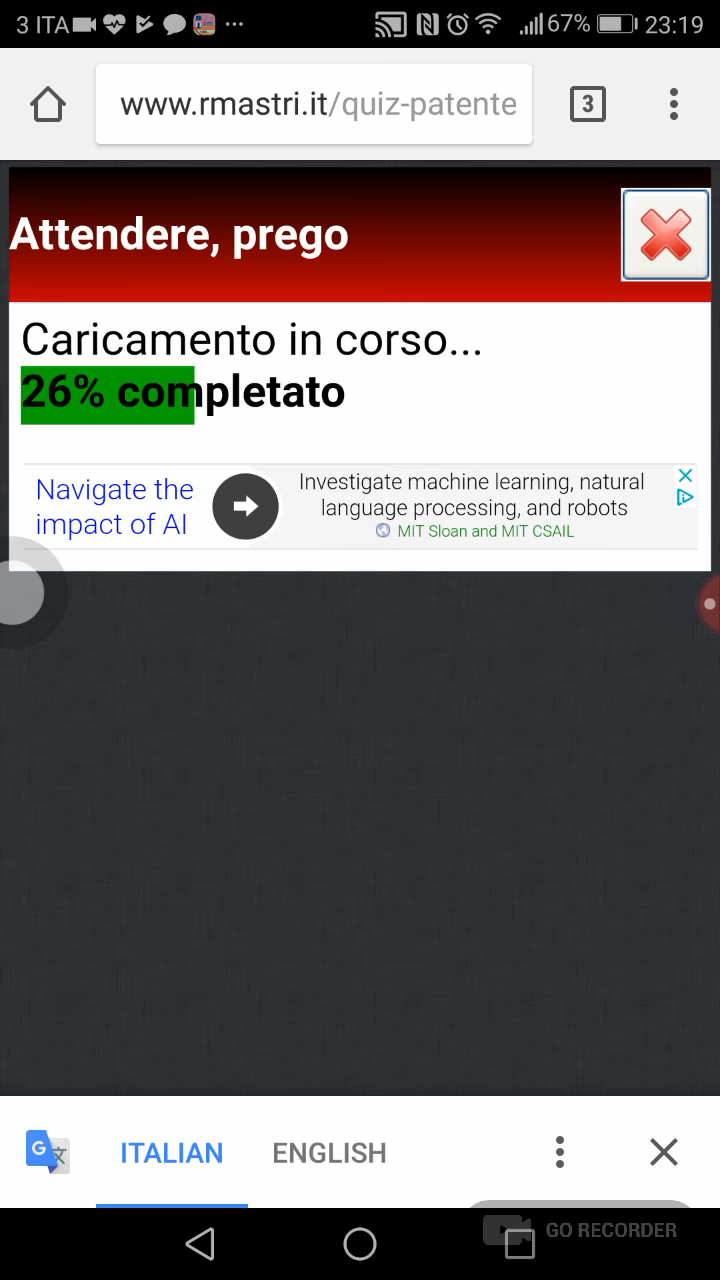 3 ITA 67% 23:19
www.rmastri.it/quiz-patente 3
Attendere, prego
Caricamento in corso...
26% completato
Navigate the
impact of AI
Investigate machine learning, natural
language processing, and robots
MIT Sloan and MIT CSAIL
G 文 ITALIAN ENGLISH
GO RECORDER